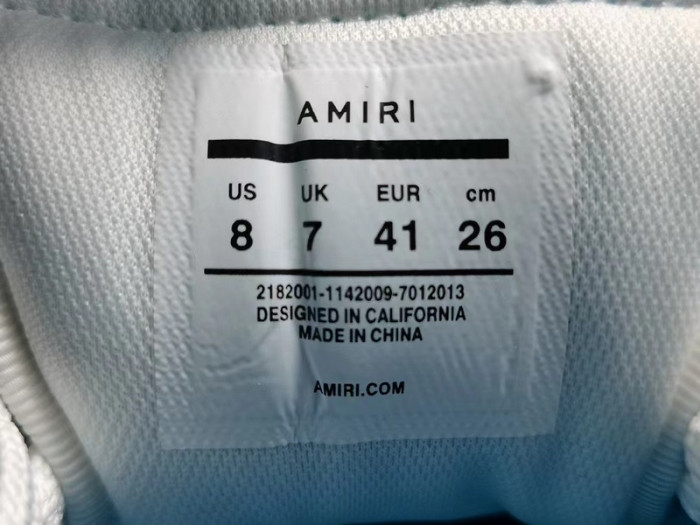 AMIRI
US UK EUR cm
8 7 41 26
2182001-1142009-7012013
DESIGNED IN CALIFORNIA
MADE IN CHINA
AMIRI.COM